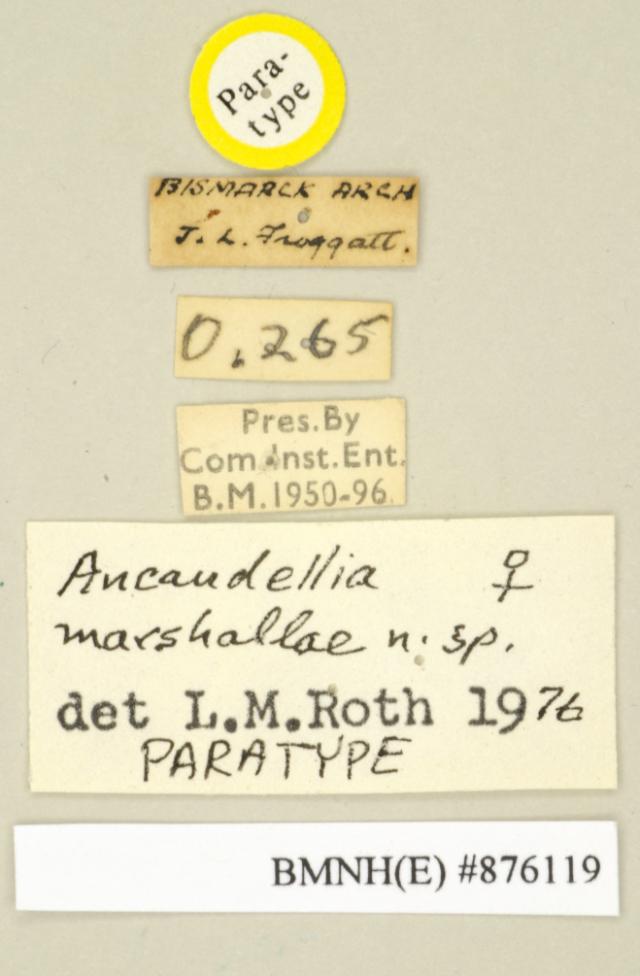 Para-
type
BISMARCK ARCH
J. L. Froggatt.
0,265
Pres.By
Com.Inst.Ent.
B.M.1950-96.
Ancaudellia ♀
marshallae n. sp.
det L.M.Roth 1976
PARATYPE
BMNH(E) #876119